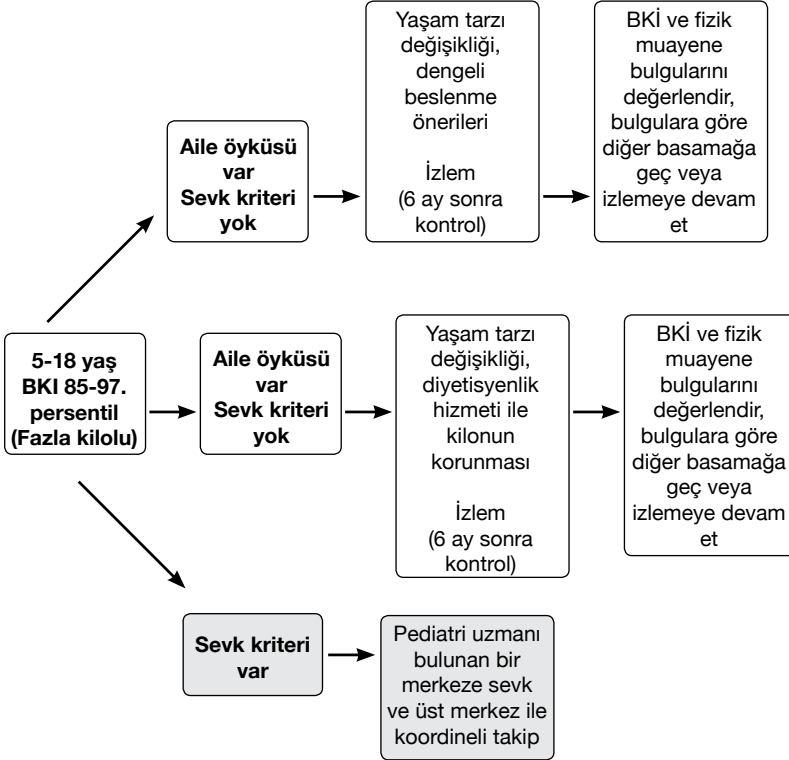 Aile öyküsü
var
Sevk kriteri
yok
Yaşam tarzı
değişikliği,
dengeli
beslenme
önerileri
İzlem
(6 ay sonra
kontrol)
BKİ ve fizik
muayene
bulgularını
değerlendir,
bulgulara göre
diğer basamağa
geç veya
izlemeye devam
et
5-18 yaş
BKI 85-97.
persentil
(Fazla kilolu)
Aile öyküsü
var
Sevk kriteri
yok
Yaşam tarzı
değişikliği,
diyetisyenlik
hizmeti ile
kilonun
korunması
İzlem
(6 ay sonra
kontrol)
BKİ ve fizik
muayene
bulgularını
değerlendir,
bulgulara göre
diğer basamağa
geç veya
izlemeye devam
et
Sevk kriteri
var
Pediatri uzmanı
bulunan bir
merkeze sevk
ve üst merkez ile
koordineli takip